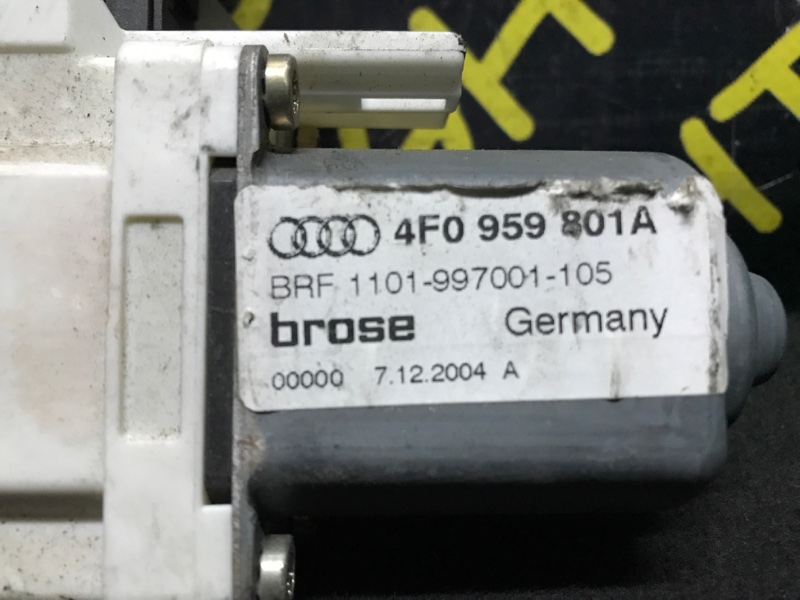 4F0 959 801A
BRF 1101-997001-105
brose Germany
00000 7.12.2004 A